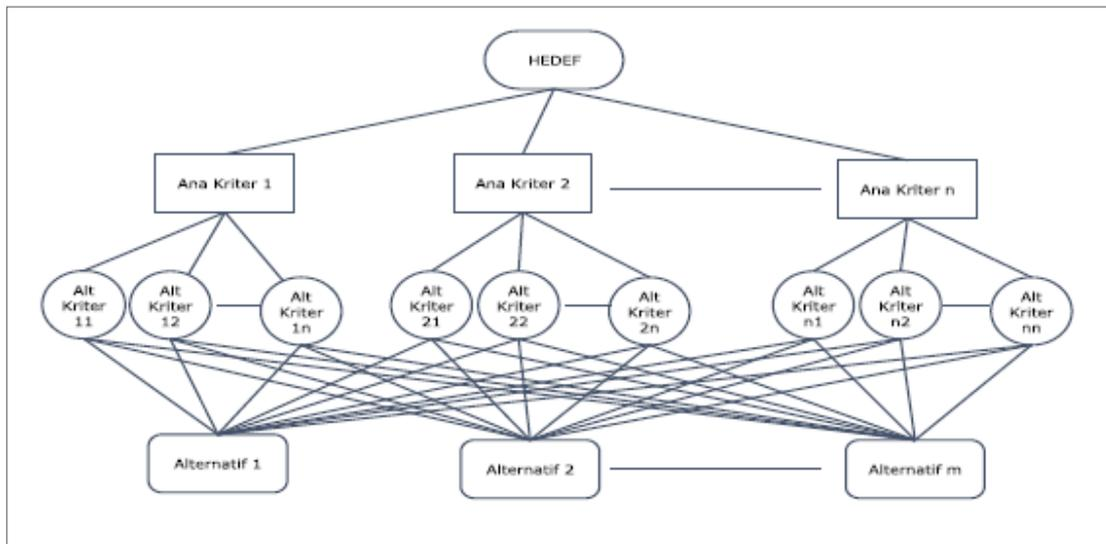 HEDEF
Ana Kriter 1
Ana Kriter 2
Ana Kriter n
Alt
Kriter
11
Alt
Kriter
12
Alt
Kriter
1n
Alt
Kriter
21
Alt
Kriter
22
Alt
Kriter
2n
Alt
Kriter
n1
Alt
Kriter
n2
Alt
Kriter
nn
Alternatif 1
Alternatif 2
Alternatif m